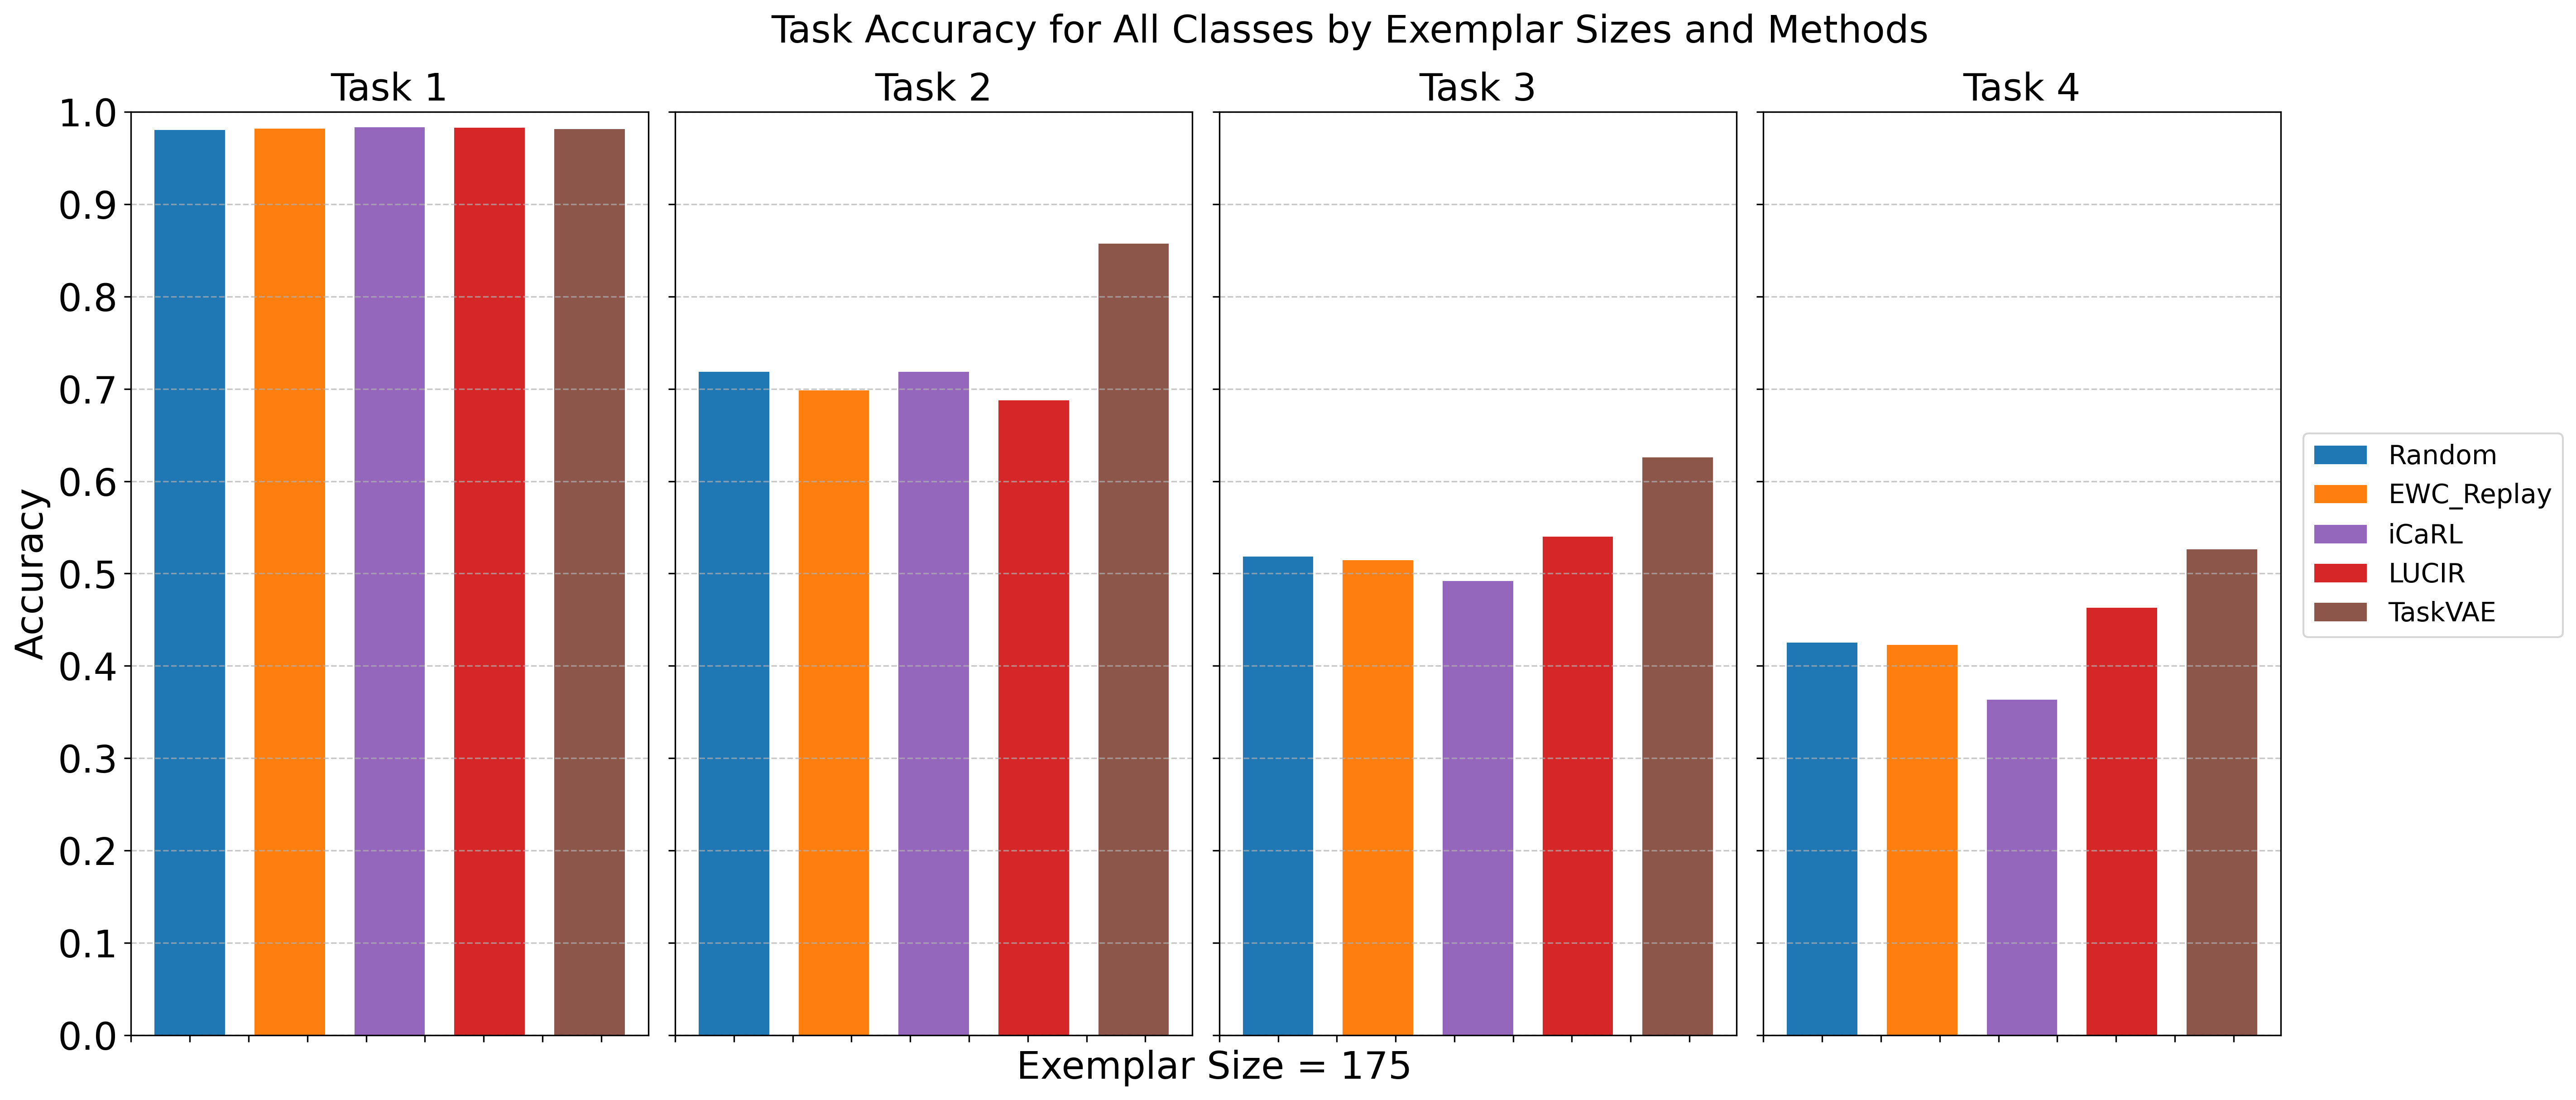 Task Accuracy for All Classes by Exemplar Sizes and Methods
Task 1
Task 2
Task 3
Task 4
Accuracy
1.0
0.9
0.8
0.7
0.6
0.5
0.4
0.3
0.2
0.1
0.0
Exemplar Size = 175
Random
EWC_Replay
iCaRL
LUCIR
TaskVAE